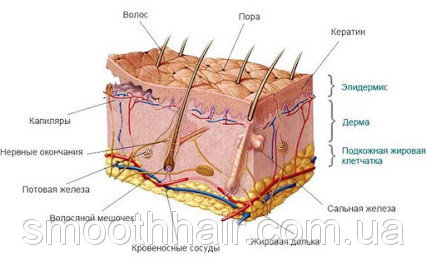 Волос
Пора
Кератин
Эпидермис
Капиляры
Дерма
Нервные окончания
Подкожная жировая
клетчатка
Потовая железа
Сальная железа
Волосяной мешочек
Кровеносные сосуды
Жировая долька
smoothhair.com.ua